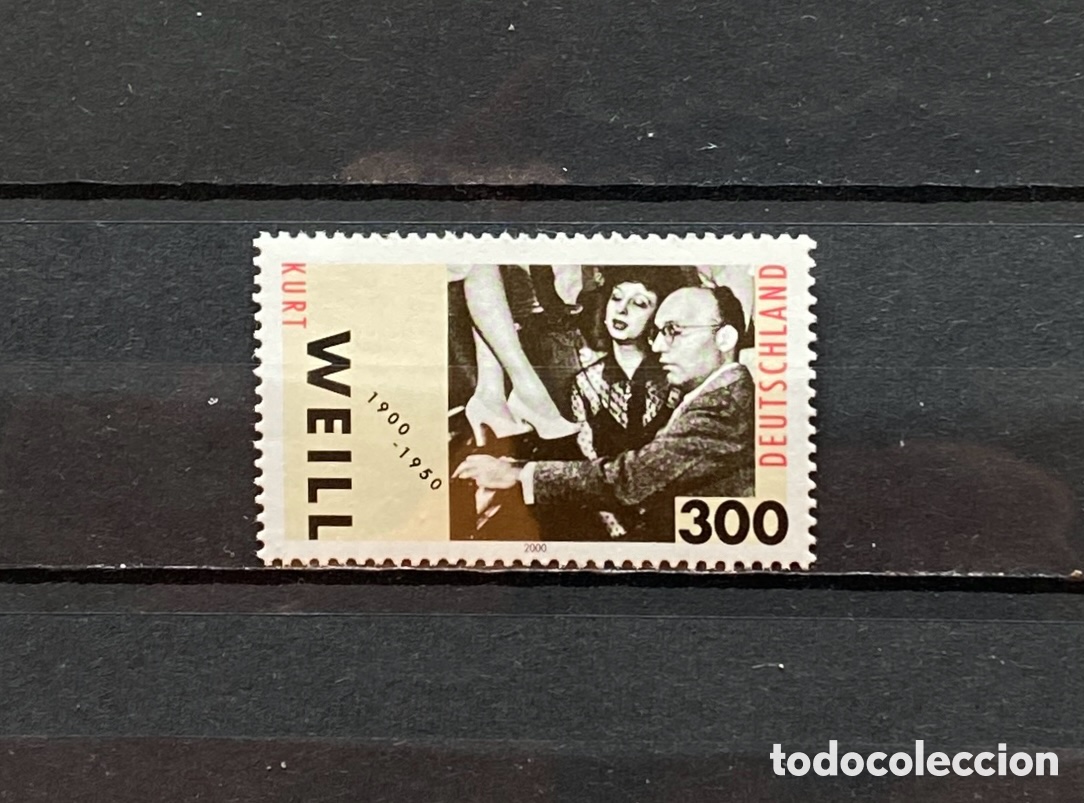 KURT
WEILL
1900
-1950
DEUTSCHLAND
300
2000
todocoleccion